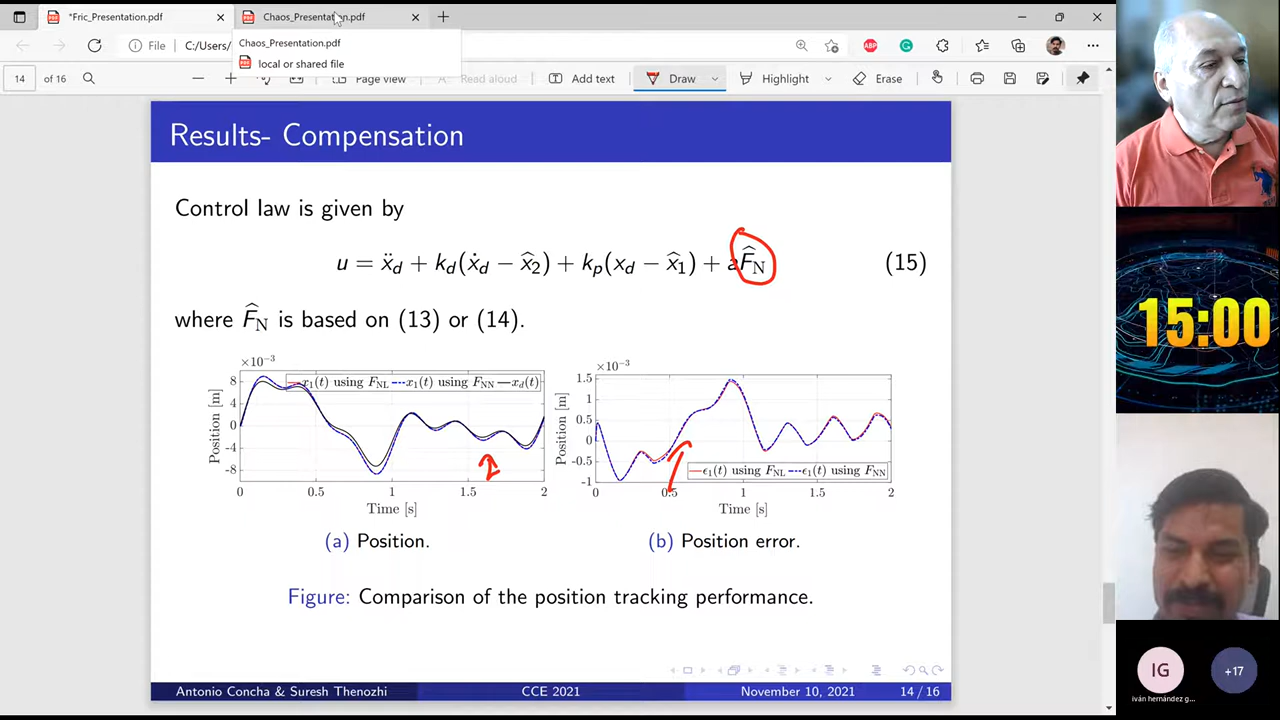 *Fric_Presentation.pdf
Chaos_Presentation.pdf
File
C:/Users/
ABP
Chaos_Presentation.pdf
local or shared file
14 of 16
Page view
Read aloud
Add text
Draw
Highlight
Erase
Results- Compensation
Control law is given by
u = ẍ_d + k_d(ẋ_d − x̂_2) + k_p(x_d − x̂_1) + aF̂_N (15)
where F̂_N is based on (13) or (14).
×10⁻³
x_1(t) using F_NL x_1(t) using F_NN x_d(t)
8
4
0
-4
-8
Position [m]
0 0.5 1 1.5 2
Time [s]
(a) Position.
×10⁻³
1.5
1
0.5
0
-0.5
-1
Position [m]
ϵ_1(t) using F_NL ϵ_1(t) using F_NN
0 0.5 1 1.5 2
Time [s]
(b) Position error.
Figure: Comparison of the position tracking performance.
Antonio Concha & Suresh Thenozhi CCE 2021 November 10, 2021 14 / 16
15:00
IG
iván hernández g...
+17